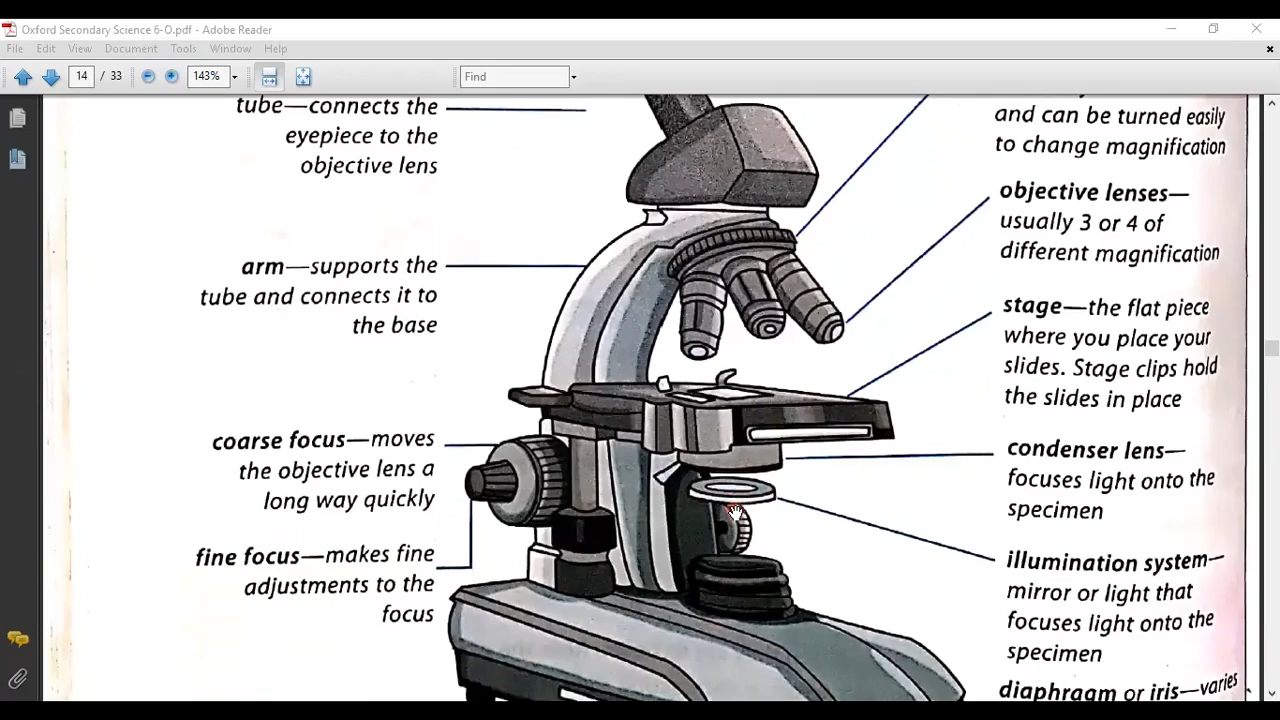 Oxford Secondary Science 6-O.pdf - Adobe Reader
File Edit View Document Tools Window Help
14 / 33 143% Find
tube—connects the
eyepiece to the
objective lens
arm—supports the
tube and connects it to
the base
coarse focus—moves
the objective lens a
long way quickly
fine focus—makes fine
adjustments to the
focus
and can be turned easily
to change magnification
objective lenses—
usually 3 or 4 of
different magnification
stage—the flat piece
where you place your
slides. Stage clips hold
the slides in place
condenser lens—
focuses light onto the
specimen
illumination system—
mirror or light that
focuses light onto the
specimen
diaphragm or iris—varies